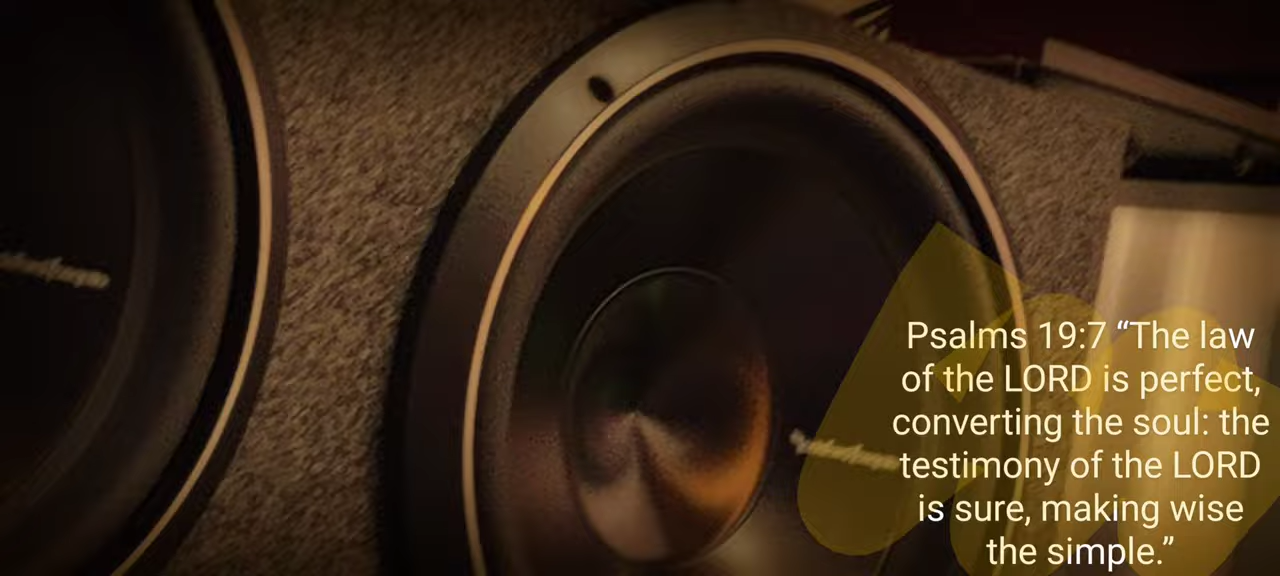 Psalms 19:7 “The law
of the LORD is perfect,
converting the soul: the
testimony of the LORD
is sure, making wise
the simple.”